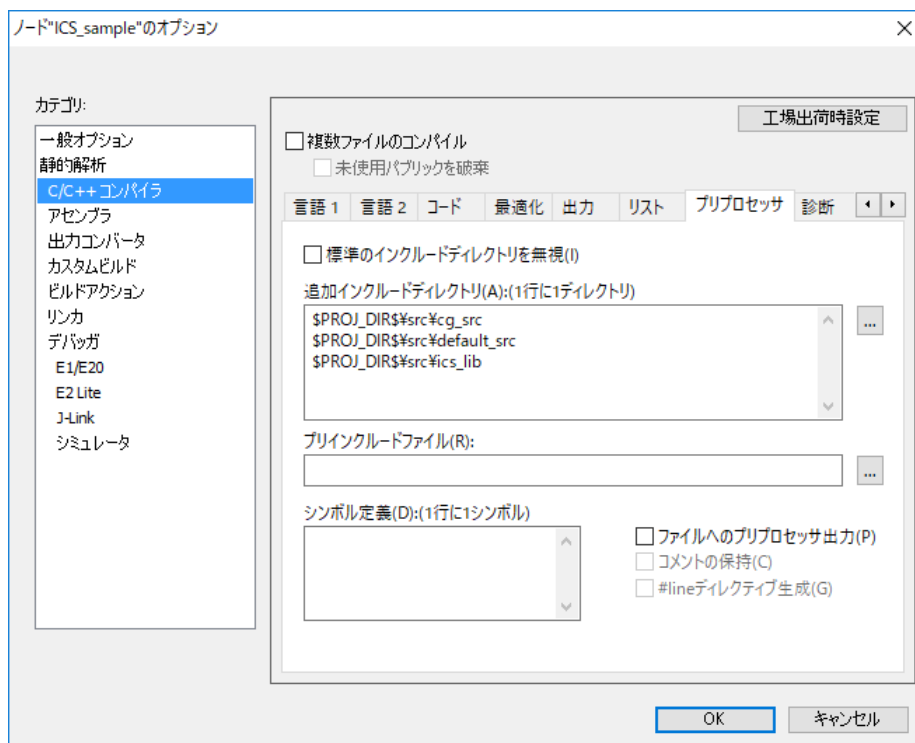 ノード"ICS_sample"のオプション
カテゴリ:
一般オプション
静的解析
C/C++ コンパイラ
アセンブラ
出力コンバータ
カスタムビルド
ビルドアクション
リンカ
デバッガ
E1/E20
E2 Lite
J-Link
シミュレータ
工場出荷時設定
複数ファイルのコンパイル
未使用パブリックを破棄
言語 1 言語 2 コード 最適化 出力 リスト プリプロセッサ 診断
標準のインクルードディレクトリを無視(I)
追加インクルードディレクトリ(A):(1行に1ディレクトリ)
$PROJ_DIR$¥src¥cg_src
$PROJ_DIR$¥src¥default_src
$PROJ_DIR$¥src¥ics_lib
...
プリインクルードファイル(R):
...
シンボル定義(D):(1行に1シンボル)
ファイルへのプリプロセッサ出力(P)
コメントの保持(C)
#lineディレクティブ生成(G)
OK キャンセル